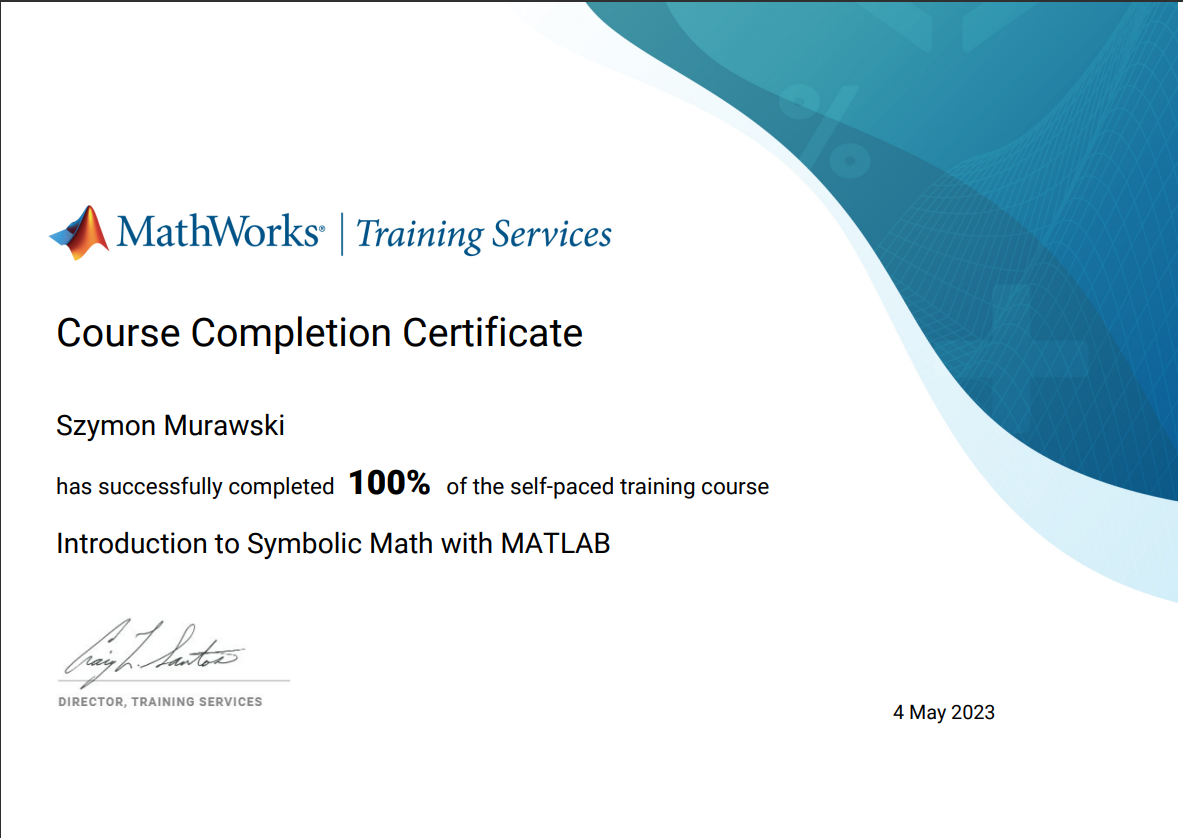 MathWorks® | Training Services
Course Completion Certificate
Szymon Murawski
has successfully completed 100% of the self-paced training course
Introduction to Symbolic Math with MATLAB
Craig L. Santos
DIRECTOR, TRAINING SERVICES
4 May 2023